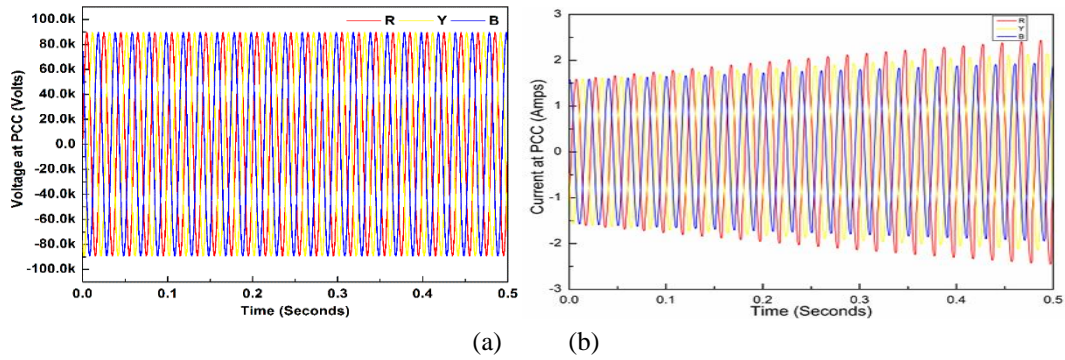 R Y B
100.0k
80.0k
60.0k
40.0k
20.0k
0.0
-20.0k
-40.0k
-60.0k
-80.0k
-100.0k
Voltage at PCC (Volts)
0.0 0.1 0.2 0.3 0.4 0.5
Time (Seconds)
R
Y
B
3
2
1
0
-1
-2
-3
Current at PCC (Amps)
0.0 0.1 0.2 0.3 0.4 0.5
Time (Seconds)
(a) (b)